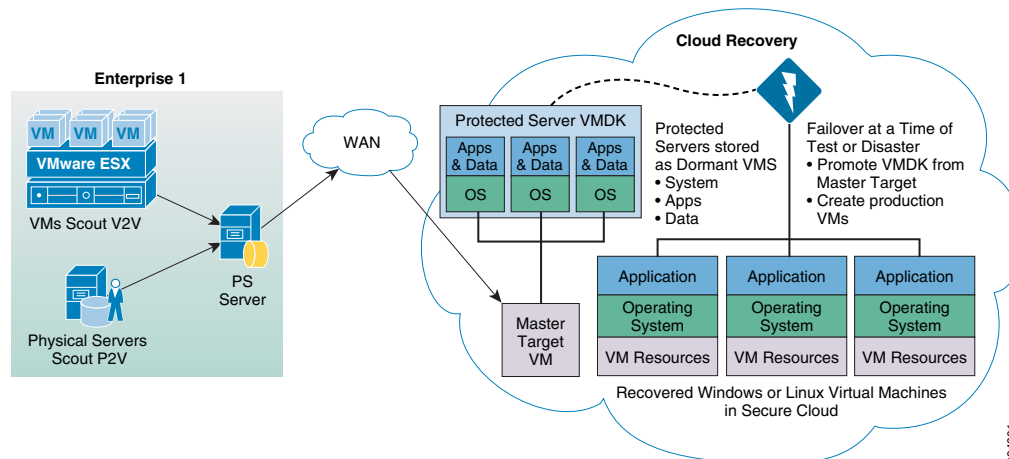 Enterprise 1
VM VM VM
VMware ESX
VMs Scout V2V
Physical Servers
Scout P2V
PS
Server
WAN
Cloud Recovery
Protected Server VMDK
Apps
& Data
Apps
& Data
Apps
& Data
OS
OS
OS
Master
Target
VM
Protected
Servers stored
as Dormant VMS
• System
• Apps
• Data
Failover at a Time of
Test or Disaster
• Promote VMDK from
Master Target
• Create production
VMs
Application
Operating
System
VM Resources
Application
Operating
System
VM Resources
Application
Operating
System
VM Resources
Recovered Windows or Linux Virtual Machines
in Secure Cloud